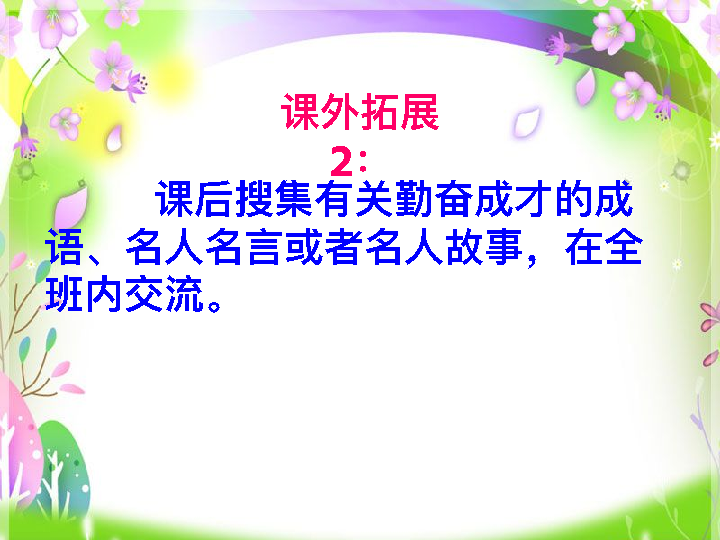 课外拓展
2：
课后搜集有关勤奋成才的成
语、名人名言或者名人故事，在全
班内交流。